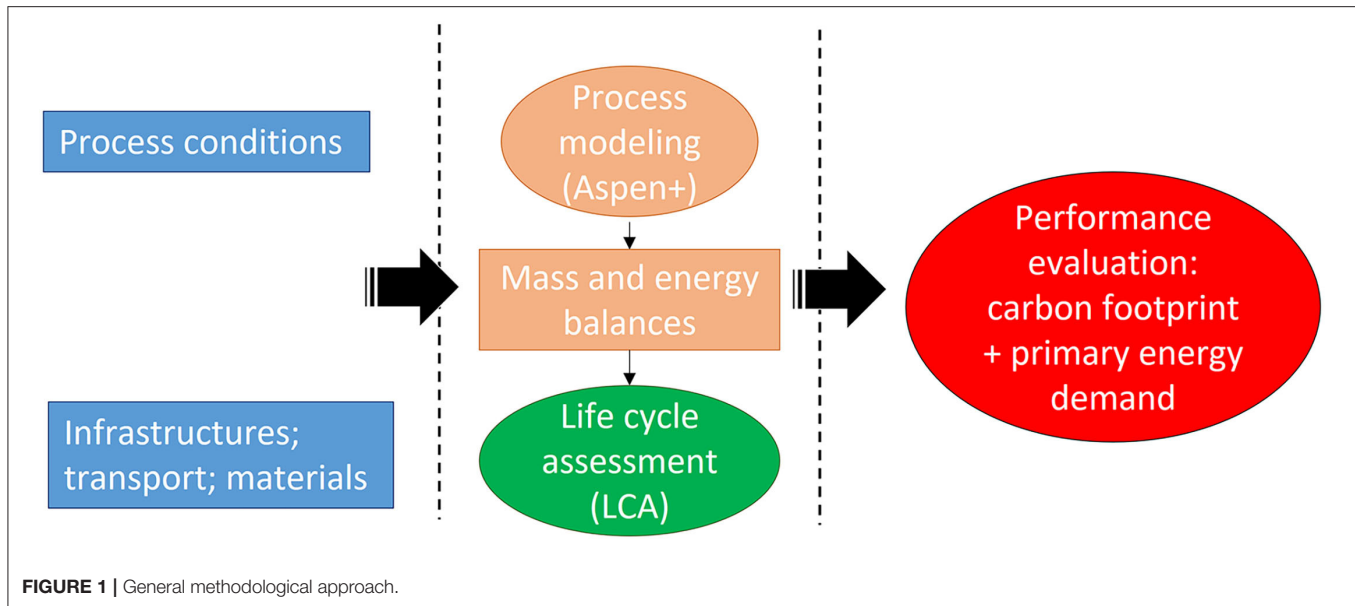 Process conditions
Infrastructures;
transport; materials
Process
modeling
(Aspen+)
Mass and energy
balances
Life cycle
assessment
(LCA)
Performance
evaluation:
carbon footprint
+ primary energy
demand
FIGURE 1 | General methodological approach.